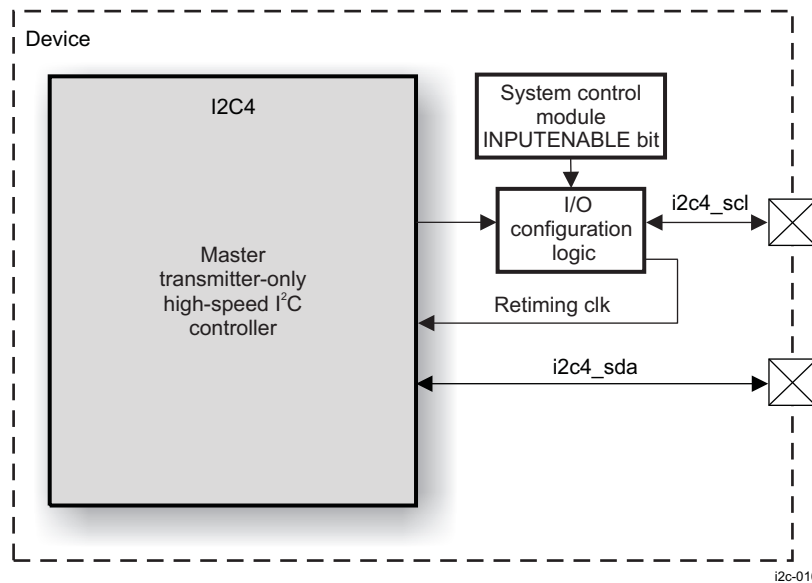 Device
I2C4
System control
module
INPUTENABLE bit
I/O
configuration
logic
i2c4_scl
Master
transmitter-only
high-speed I²C
controller
Retiming clk
i2c4_sda